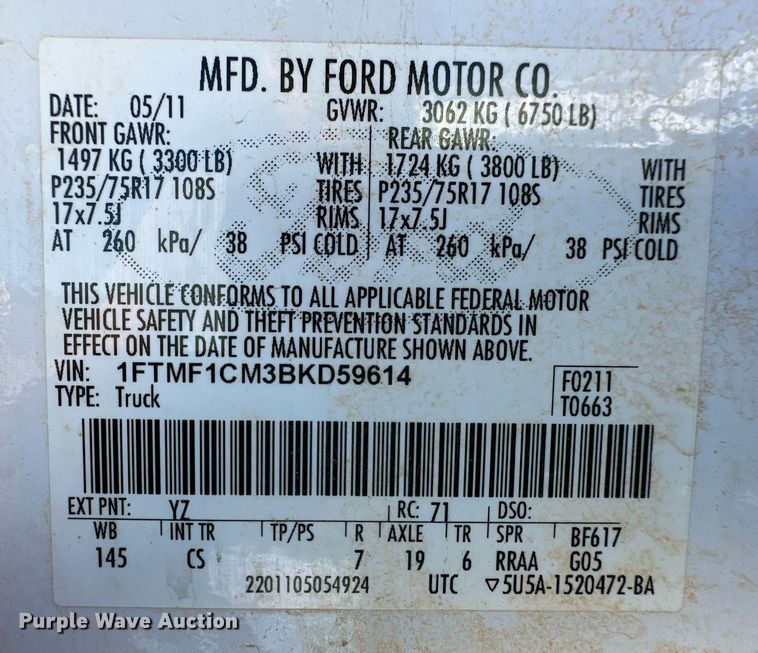 MFD. BY FORD MOTOR CO.
DATE: 05/11 GVWR: 3062 KG ( 6750 LB)
FRONT GAWR: REAR GAWR:
1497 KG ( 3300 LB) WITH 1724 KG ( 3800 LB) WITH
P235/75R17 108S TIRES P235/75R17 108S TIRES
17x7.5J RIMS 17x7.5J RIMS
AT 260 kPa/ 38 PSI COLD AT 260 kPa/ 38 PSI COLD
THIS VEHICLE CONFORMS TO ALL APPLICABLE FEDERAL MOTOR
VEHICLE SAFETY AND THEFT PREVENTION STANDARDS IN
EFFECT ON THE DATE OF MANUFACTURE SHOWN ABOVE.
VIN: 1FTMF1CM3BKD59614 F0211
TYPE: Truck T0663
EXT PNT: YZ RC: 71 DSO:
WB INT TR TP/PS R AXLE TR SPR BF617
145 CS 7 19 6 RRAA G05
2201105054924 UTC ▽5U5A-1520472-BA
Purple Wave Auction